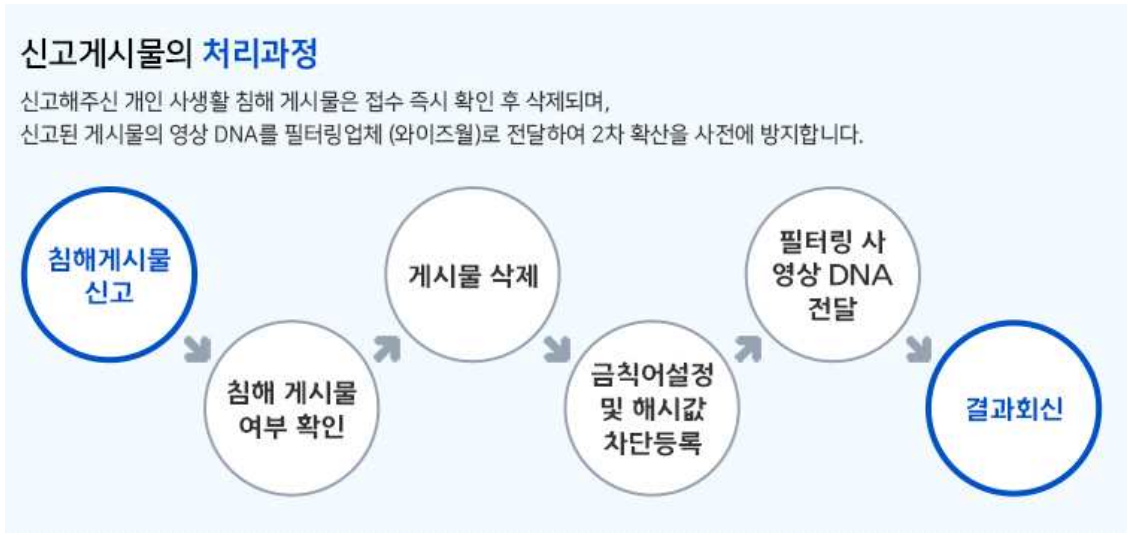 신고게시물의 처리과정
신고해주신 개인 사생활 침해 게시물은 접수 즉시 확인 후 삭제되며,
신고된 게시물의 영상 DNA를 필터링업체 (와이즈월)로 전달하여 2차 확산을 사전에 방지합니다.
침해게시물
신고
침해 게시물
여부 확인
게시물 삭제
금칙어설정
및 해시값
차단등록
필터링 사
영상 DNA
전달
결과회신